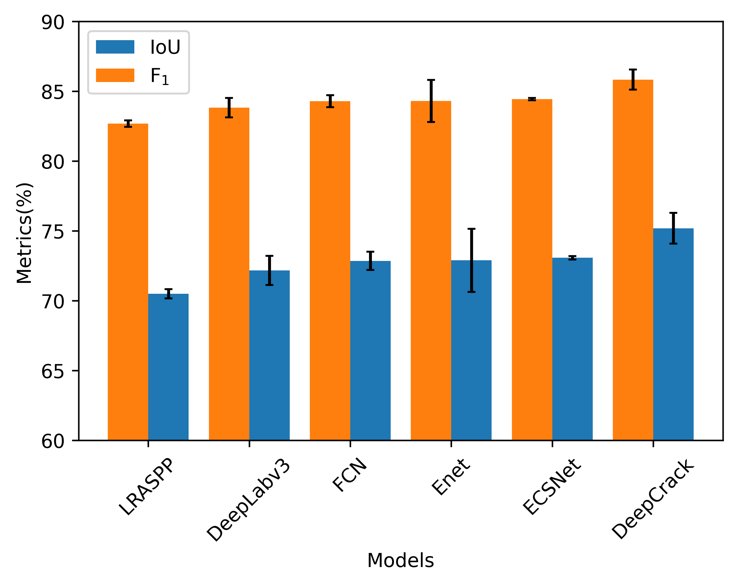 IoU
F₁
90
85
80
75
70
65
60
Metrics(%)
LRASPP
DeepLabv3
FCN
Enet
ECSNet
DeepCrack
Models